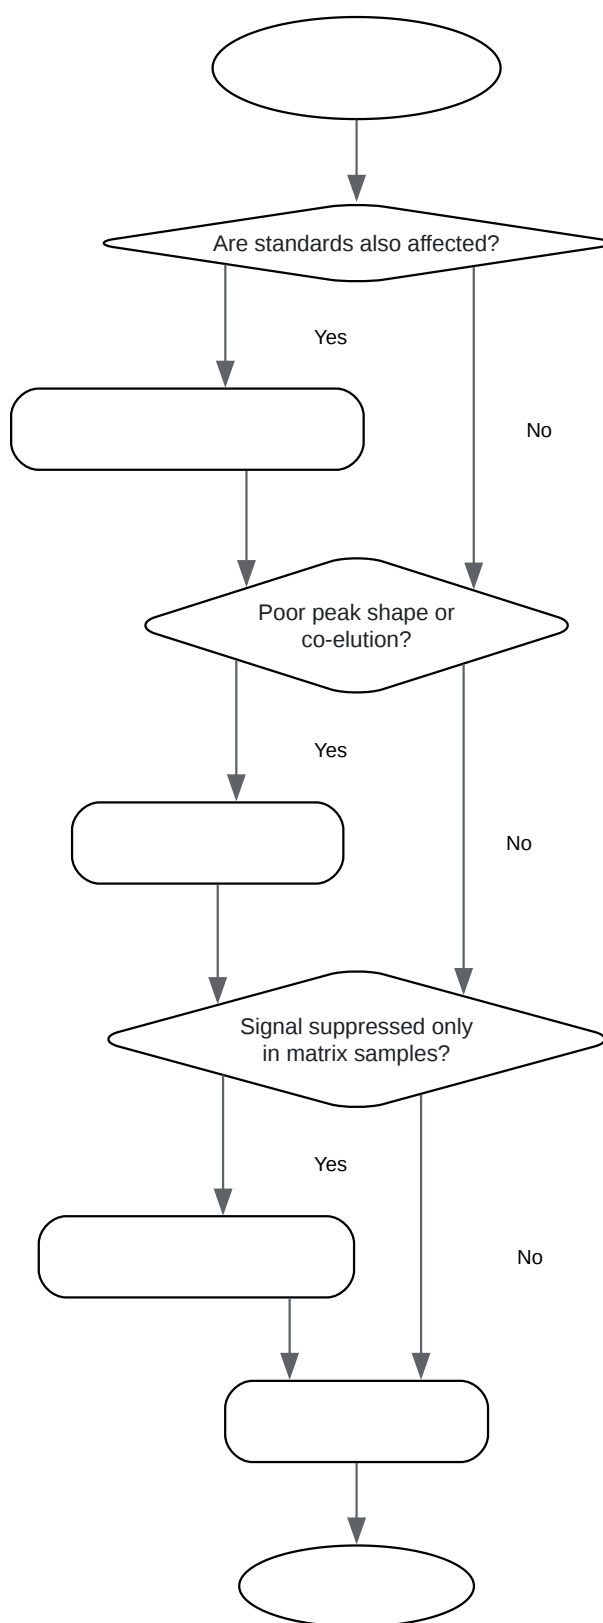 Are standards also affected?
Yes
No
Poor peak shape or
co-elution?
Yes
No
Signal suppressed only
in matrix samples?
Yes
No